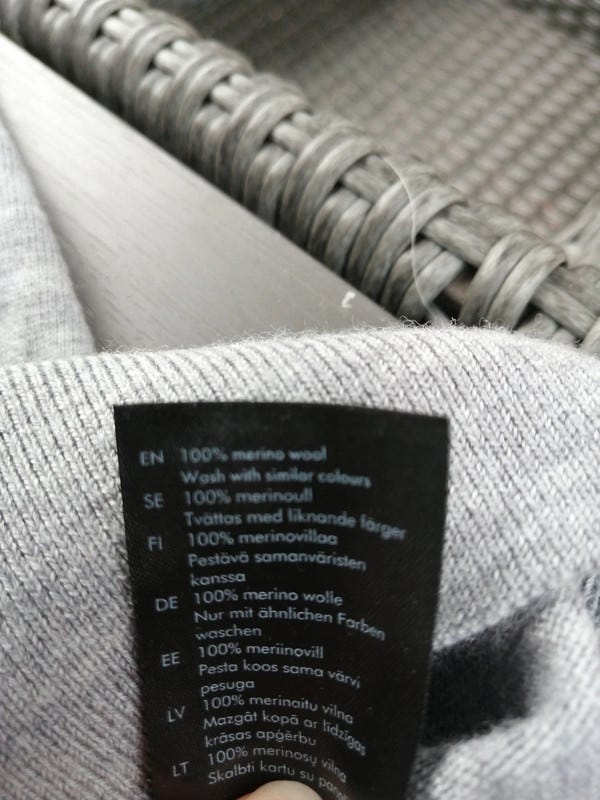 EN 100% merino wool
Wash with similar colours
SE 100% merinoull
Tvättas med liknande färger
FI 100% merinovillaa
Pestävä samanväristen
kanssa
DE 100% merino wolle
Nur mit ähnlichen Farben
waschen
EE 100% meriinovill
Pesta koos sama värvi
pesuga
LV 100% merinaitu vilna
Mazgāt kopā ar līdzīgas
krāsas apģērbu
LT 100% merinosų vilna
Skalbti kartu su